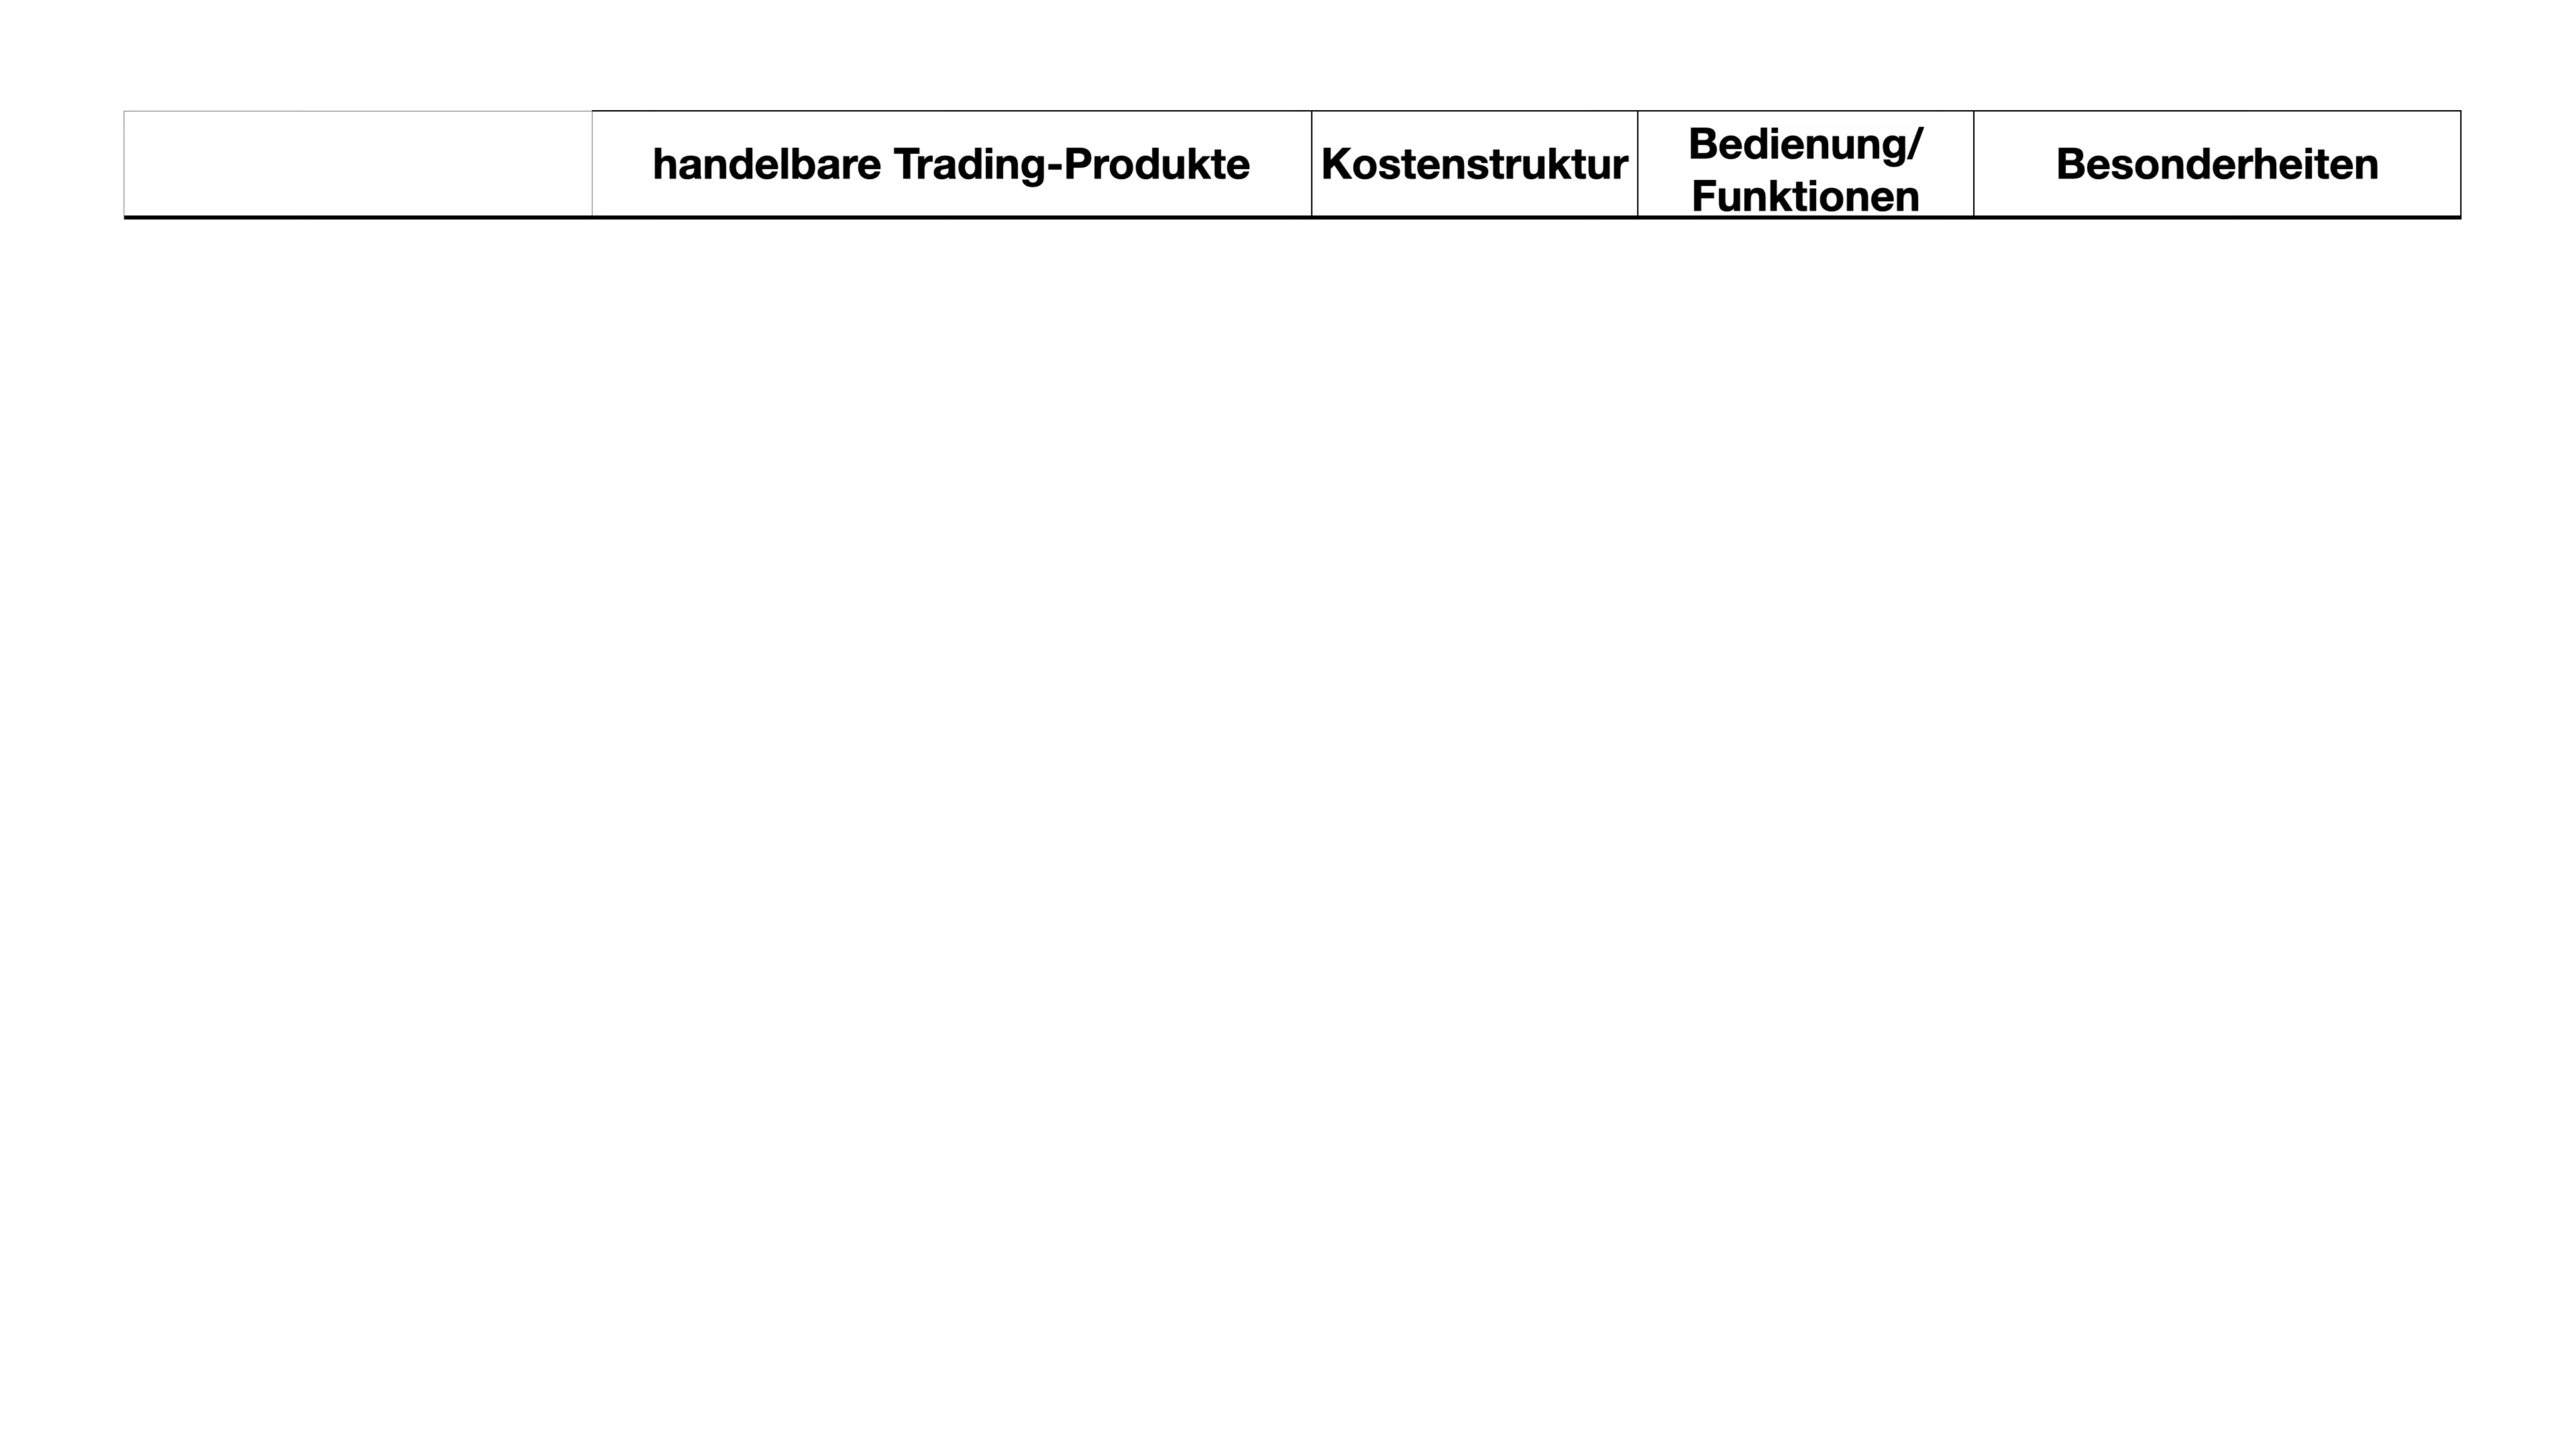 handelbare Trading-Produkte
Kostenstruktur
Bedienung/
Funktionen
Besonderheiten